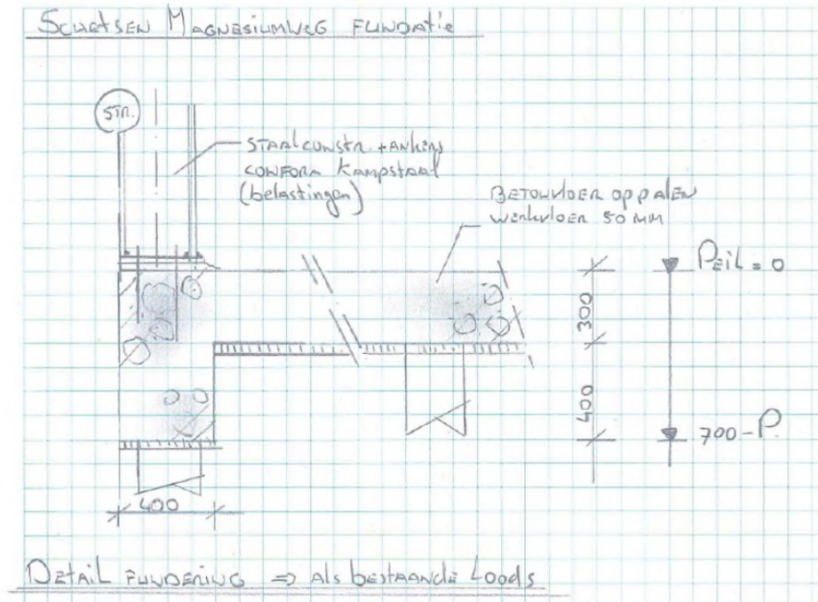 SCHETSEN MAGNESIUMWEG FUNDATIE
STR.
STAALCONSTR. + ANKERS
CONFORM KAMPSTAAL
(belastingen)
BETONVLOER OP PALEN
WERKVLOER 50 MM
PEIL = 0
300
400
700 - P.
400
DETAIL FUNDERING => ALS BESTAANDE LOODS